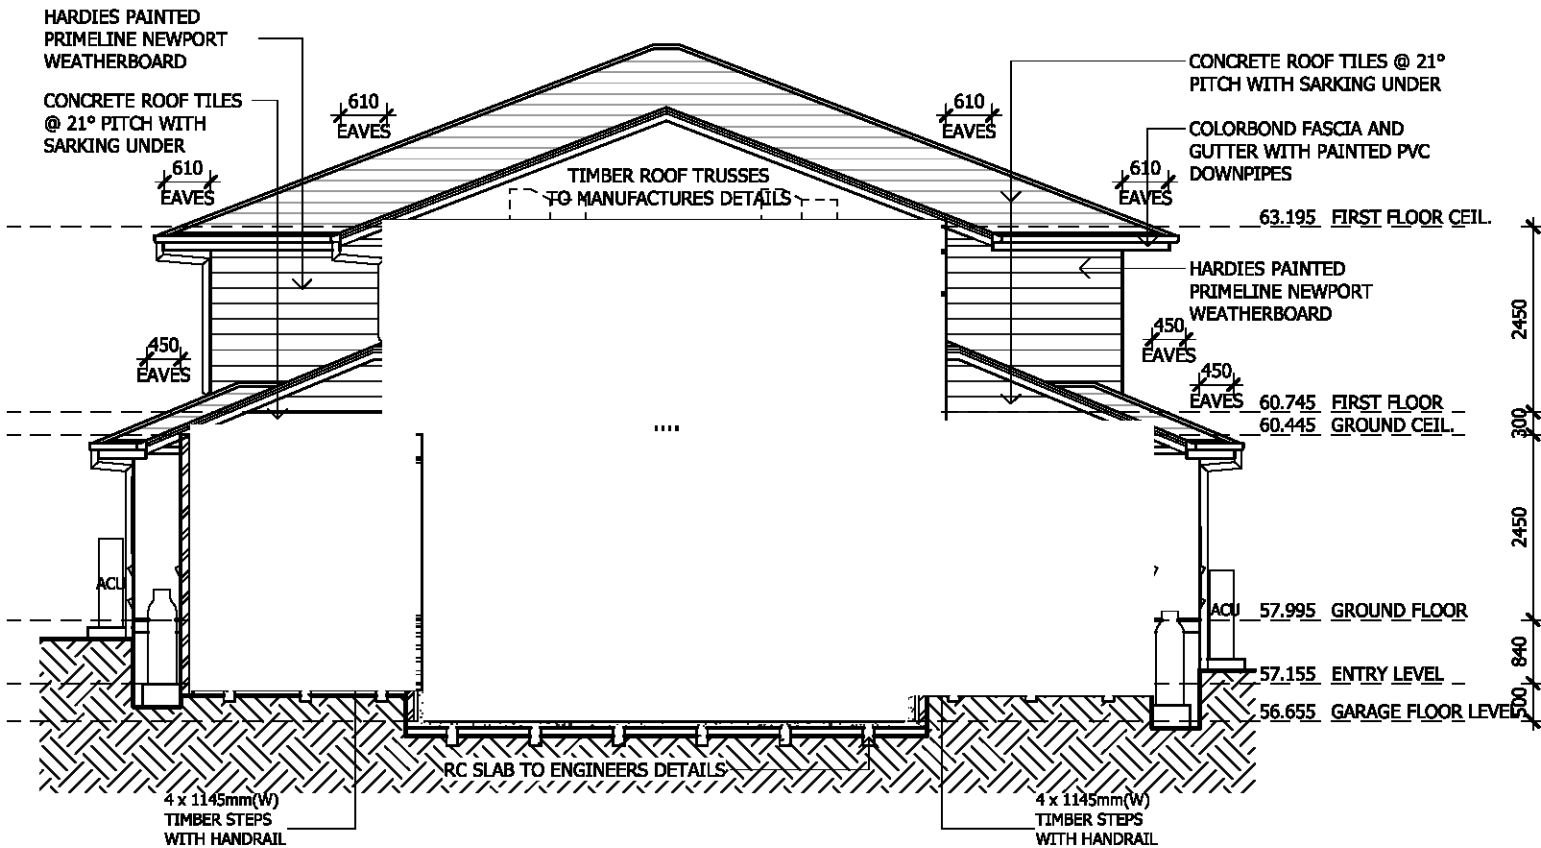 HARDIES PAINTED
PRIMELINE NEWPORT
WEATHERBOARD
CONCRETE ROOF TILES
@ 21° PITCH WITH
SARKING UNDER
610
EAVES
610
EAVES
450
EAVES
TIMBER ROOF TRUSSES
TO MANUFACTURES DETAILS
610
EAVES
610
EAVES
450
EAVES
450
EAVES
CONCRETE ROOF TILES @ 21°
PITCH WITH SARKING UNDER
COLORBOND FASCIA AND
GUTTER WITH PAINTED PVC
DOWNPIPES
63.195 FIRST FLOOR CEIL.
HARDIES PAINTED
PRIMELINE NEWPORT
WEATHERBOARD
60.745 FIRST FLOOR
60.445 GROUND CEIL.
57.995 GROUND FLOOR
57.155 ENTRY LEVEL
56.655 GARAGE FLOOR LEVEL
2450
300
2450
840
500
ACU
ACU
RC SLAB TO ENGINEERS DETAILS
4 x 1145mm(W)
TIMBER STEPS
WITH HANDRAIL
4 x 1145mm(W)
TIMBER STEPS
WITH HANDRAIL